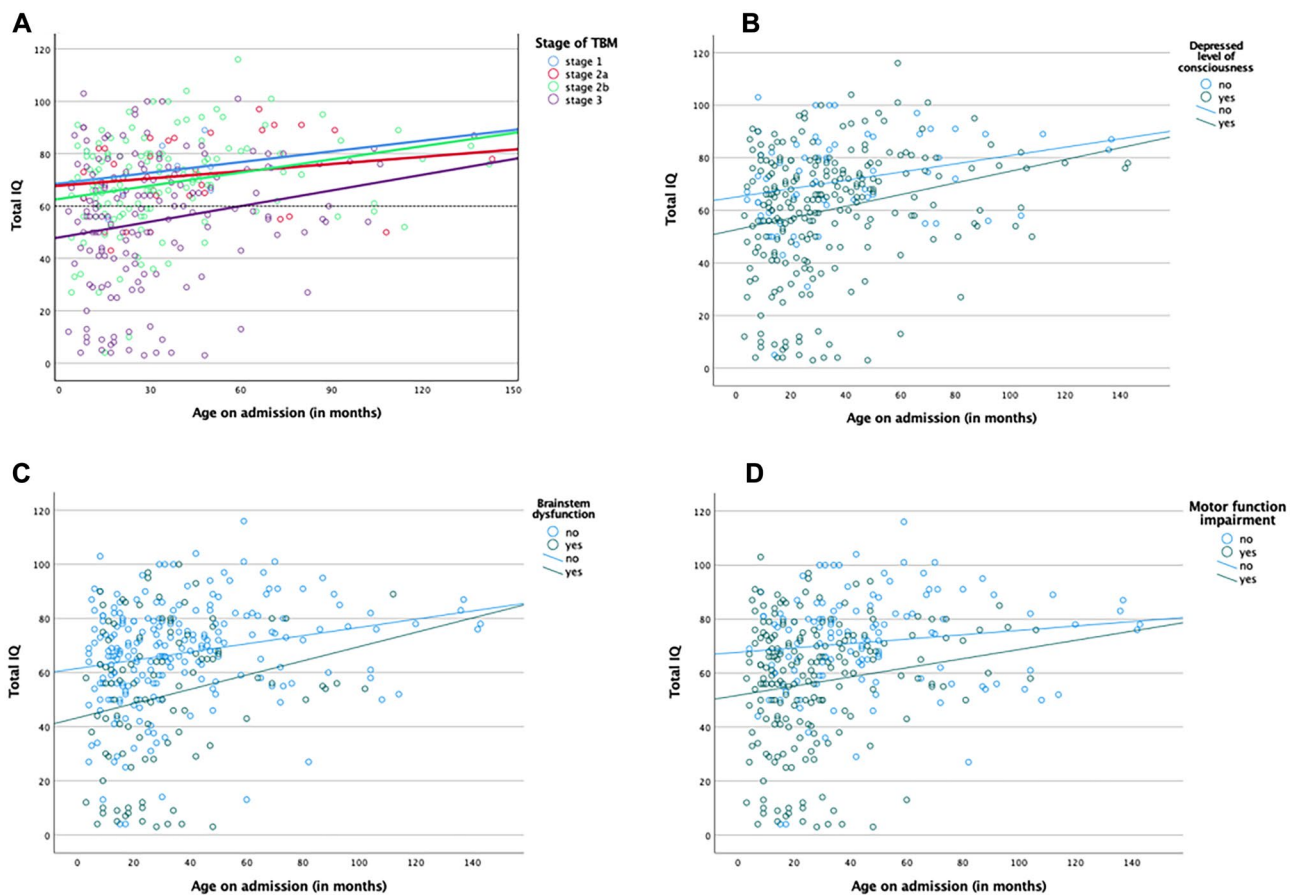 A
Stage of TBM
stage 1
stage 2a
stage 2b
stage 3
Total IQ
120
100
80
60
40
20
0
0 30 60 90 120 150
Age on admission (in months)
B
Depressed
level of
consciousness
no
yes
no
yes
Total IQ
120
100
80
60
40
20
0
0 20 40 60 80 100 120 140
Age on admission (in months)
C
Brainstem
dysfunction
no
yes
no
yes
Total IQ
120
100
80
60
40
20
0
0 20 40 60 80 100 120 140
Age on admission (in months)
D
Motor function
impairment
no
yes
no
yes
Total IQ
120
100
80
60
40
20
0
0 20 40 60 80 100 120 140
Age on admission (in months)